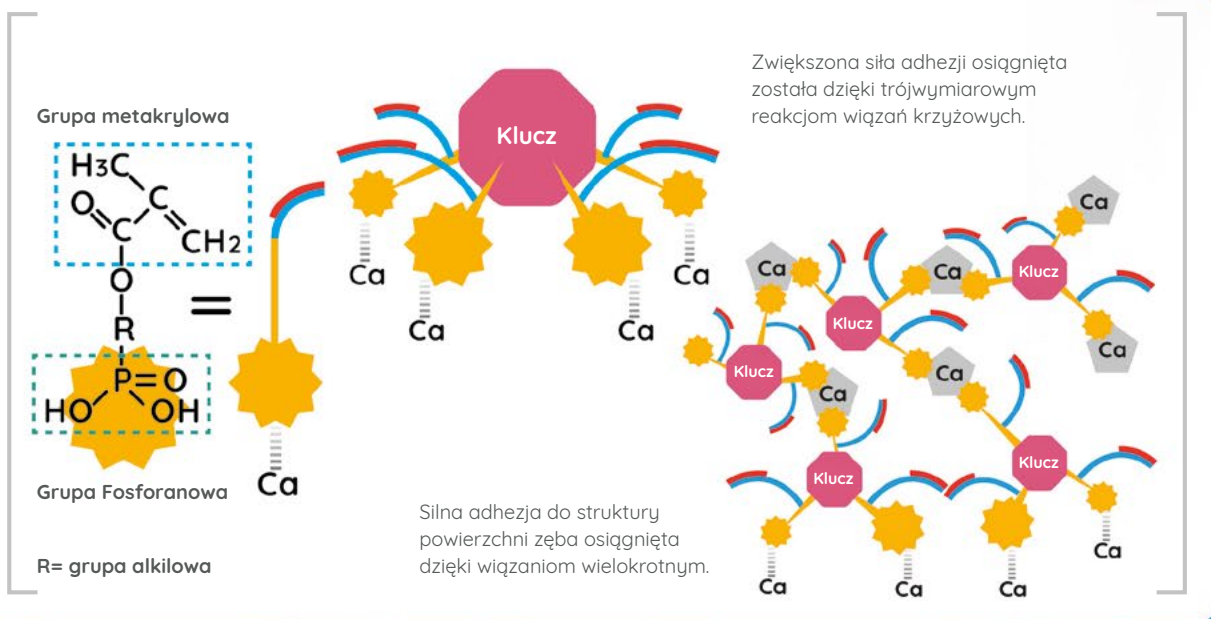 Grupa metakrylowa
H3C
O
C
C
CH2
O
R
P=O
HO
OH
=
Grupa Fosforanowa
R= grupa alkilowa
Ca
Klucz
Ca
Ca
Ca
Ca
Zwiększona siła adhezji osiągnięta
została dzięki trójwymiarowym
reakcjom wiązań krzyżowych.
Silna adhezja do struktury
powierzchni zęba osiągnięta
dzięki wiązaniom wielokrotnym.
Ca
Ca
Ca
Klucz
Klucz
Ca
Klucz
Ca
Ca
Klucz
Klucz
Ca
Ca
Ca
Ca